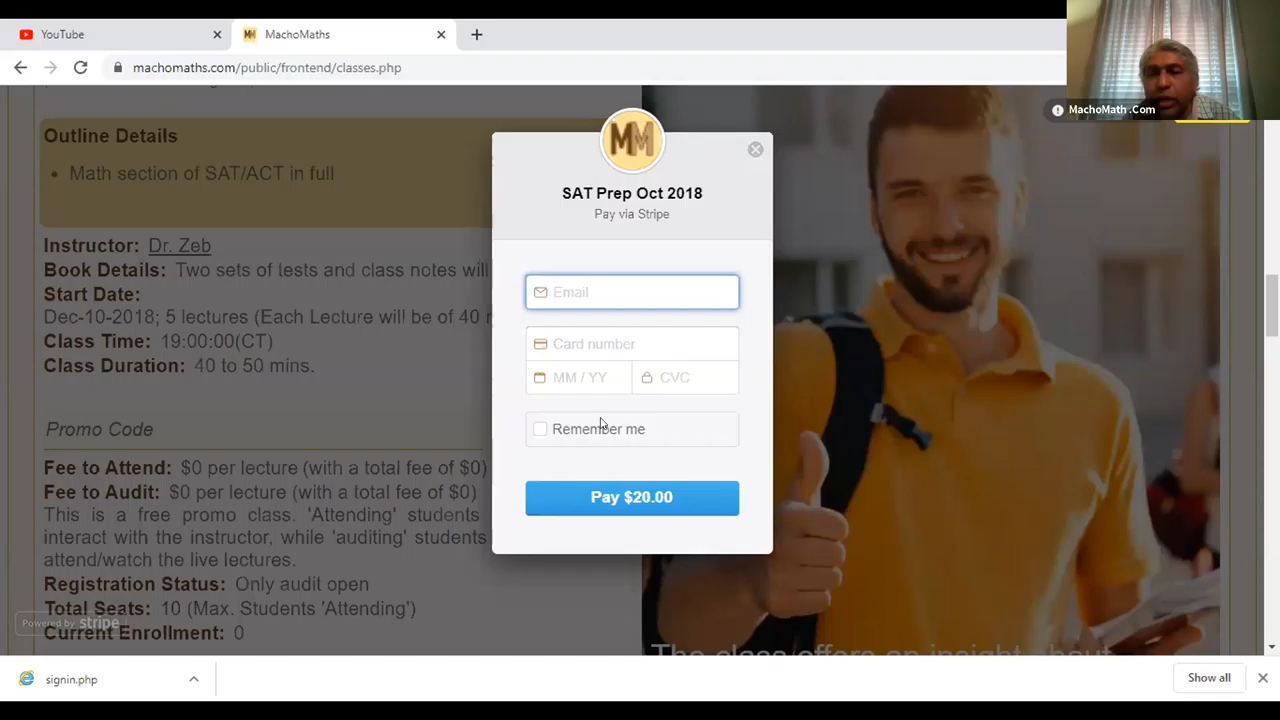 YouTube
MachoMaths
machomaths.com/public/frontend/classes.php
MachoMath .Com
Outline Details
• Math section of SAT/ACT in full
Instructor: Dr. Zeb
Book Details: Two sets of tests and class notes will
Start Date:
Dec-10-2018; 5 lectures (Each Lecture will be of 40 m
Class Time: 19:00:00(CT)
Class Duration: 40 to 50 mins.
Promo Code
Fee to Attend: $0 per lecture (with a total fee of $0)
Fee to Audit: $0 per lecture (with a total fee of $0)
This is a free promo class. 'Attending' students
interact with the instructor, while 'auditing' students
attend/watch the live lectures.
Registration Status: Only audit open
Total Seats: 10 (Max. Students 'Attending')
Powered by stripe
Current Enrollment: 0
MM
SAT Prep Oct 2018
Pay via Stripe
Email
Card number
MM / YY
CVC
Remember me
Pay $20.00
The class offers an insight about
signin.php
Show all